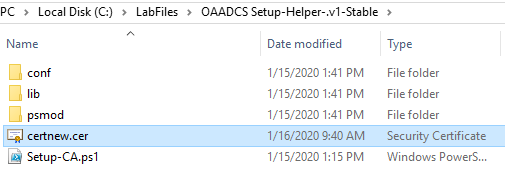 PC > Local Disk (C:) > LabFiles > OAADCS Setup-Helper-.v1-Stable >
Name Date modified Type
conf 1/15/2020 1:41 PM File folder
lib 1/15/2020 1:41 PM File folder
psmod 1/15/2020 1:41 PM File folder
certnew.cer 1/16/2020 9:40 AM Security Certificate
Setup-CA.ps1 1/15/2020 1:15 PM Windows PowerS...